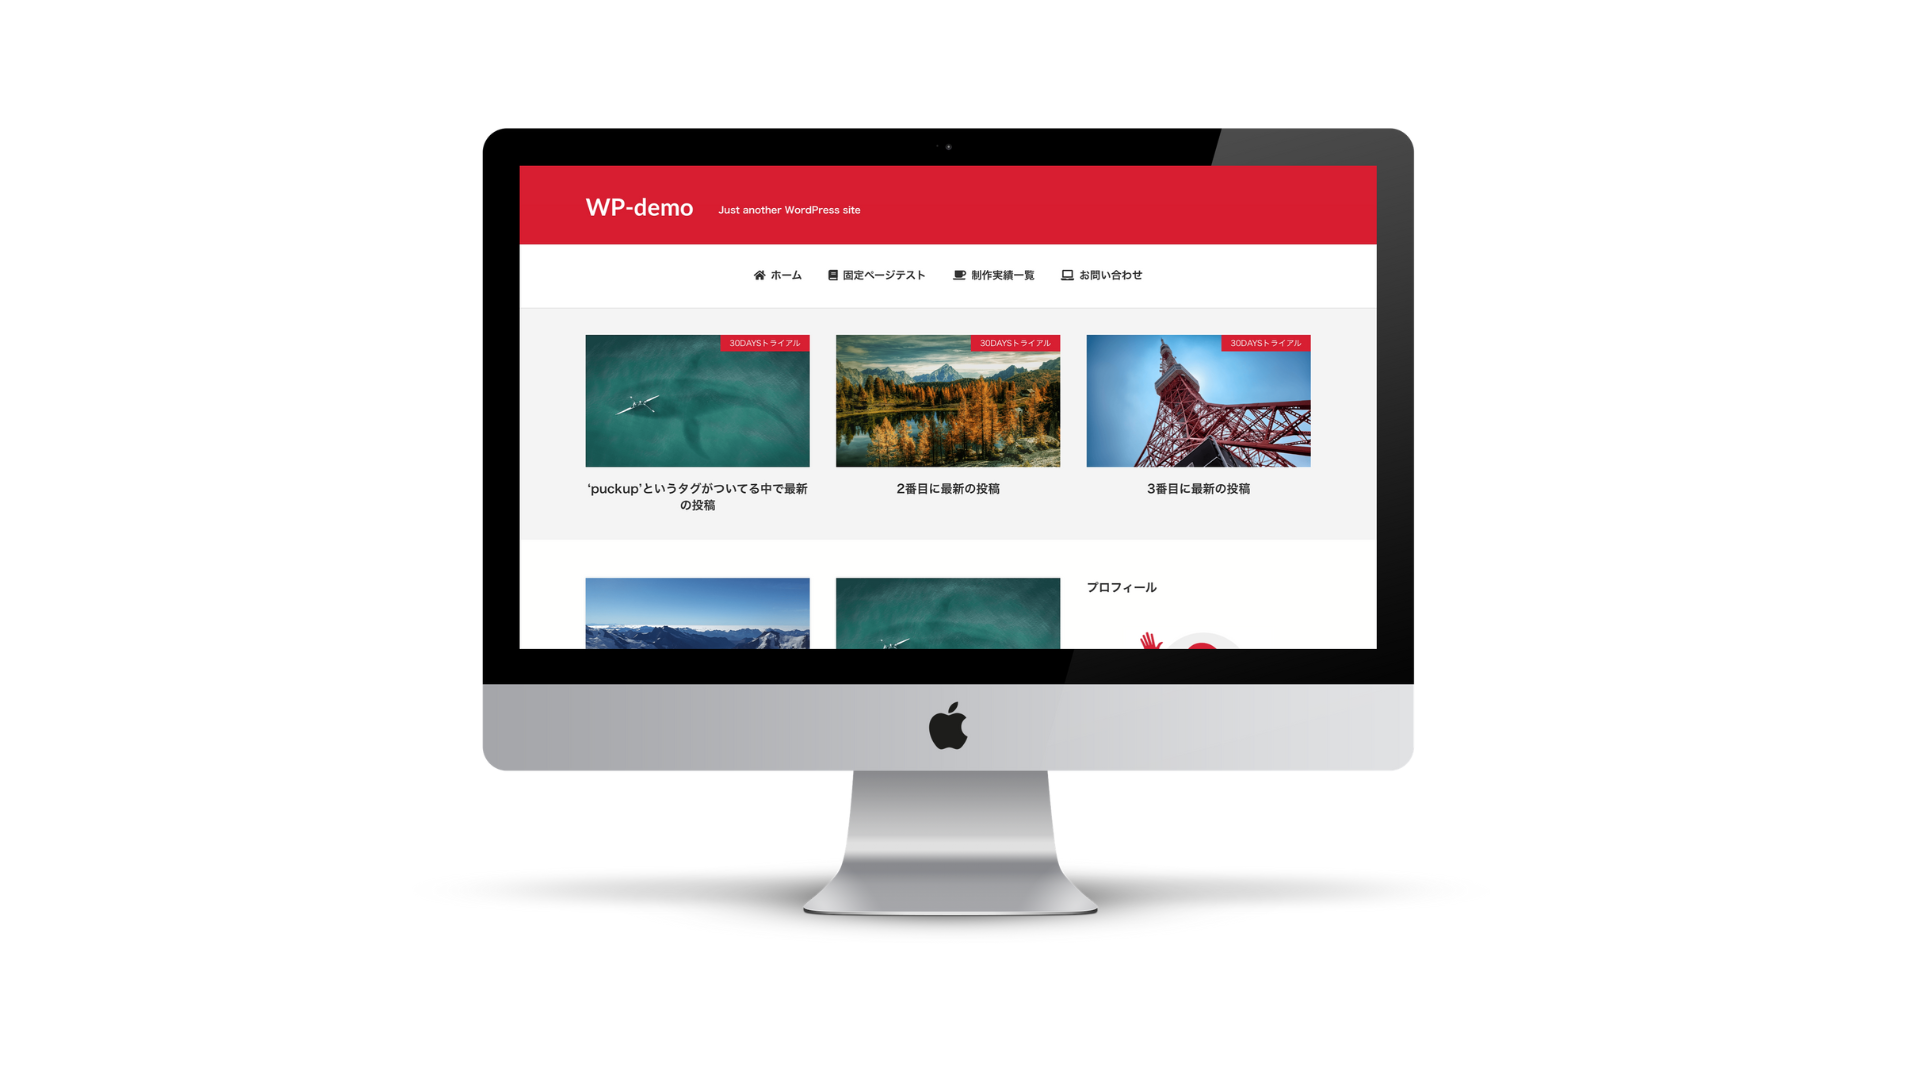 WP-demo
Just another WordPress site
ホーム
固定ページテスト
制作実績一覧
お問い合わせ
30DAYSトライアル
30DAYSトライアル
30DAYSトライアル
‘puckup’というタグがついてる中で最新
の投稿
2番目に最新の投稿
3番目に最新の投稿
プロフィール